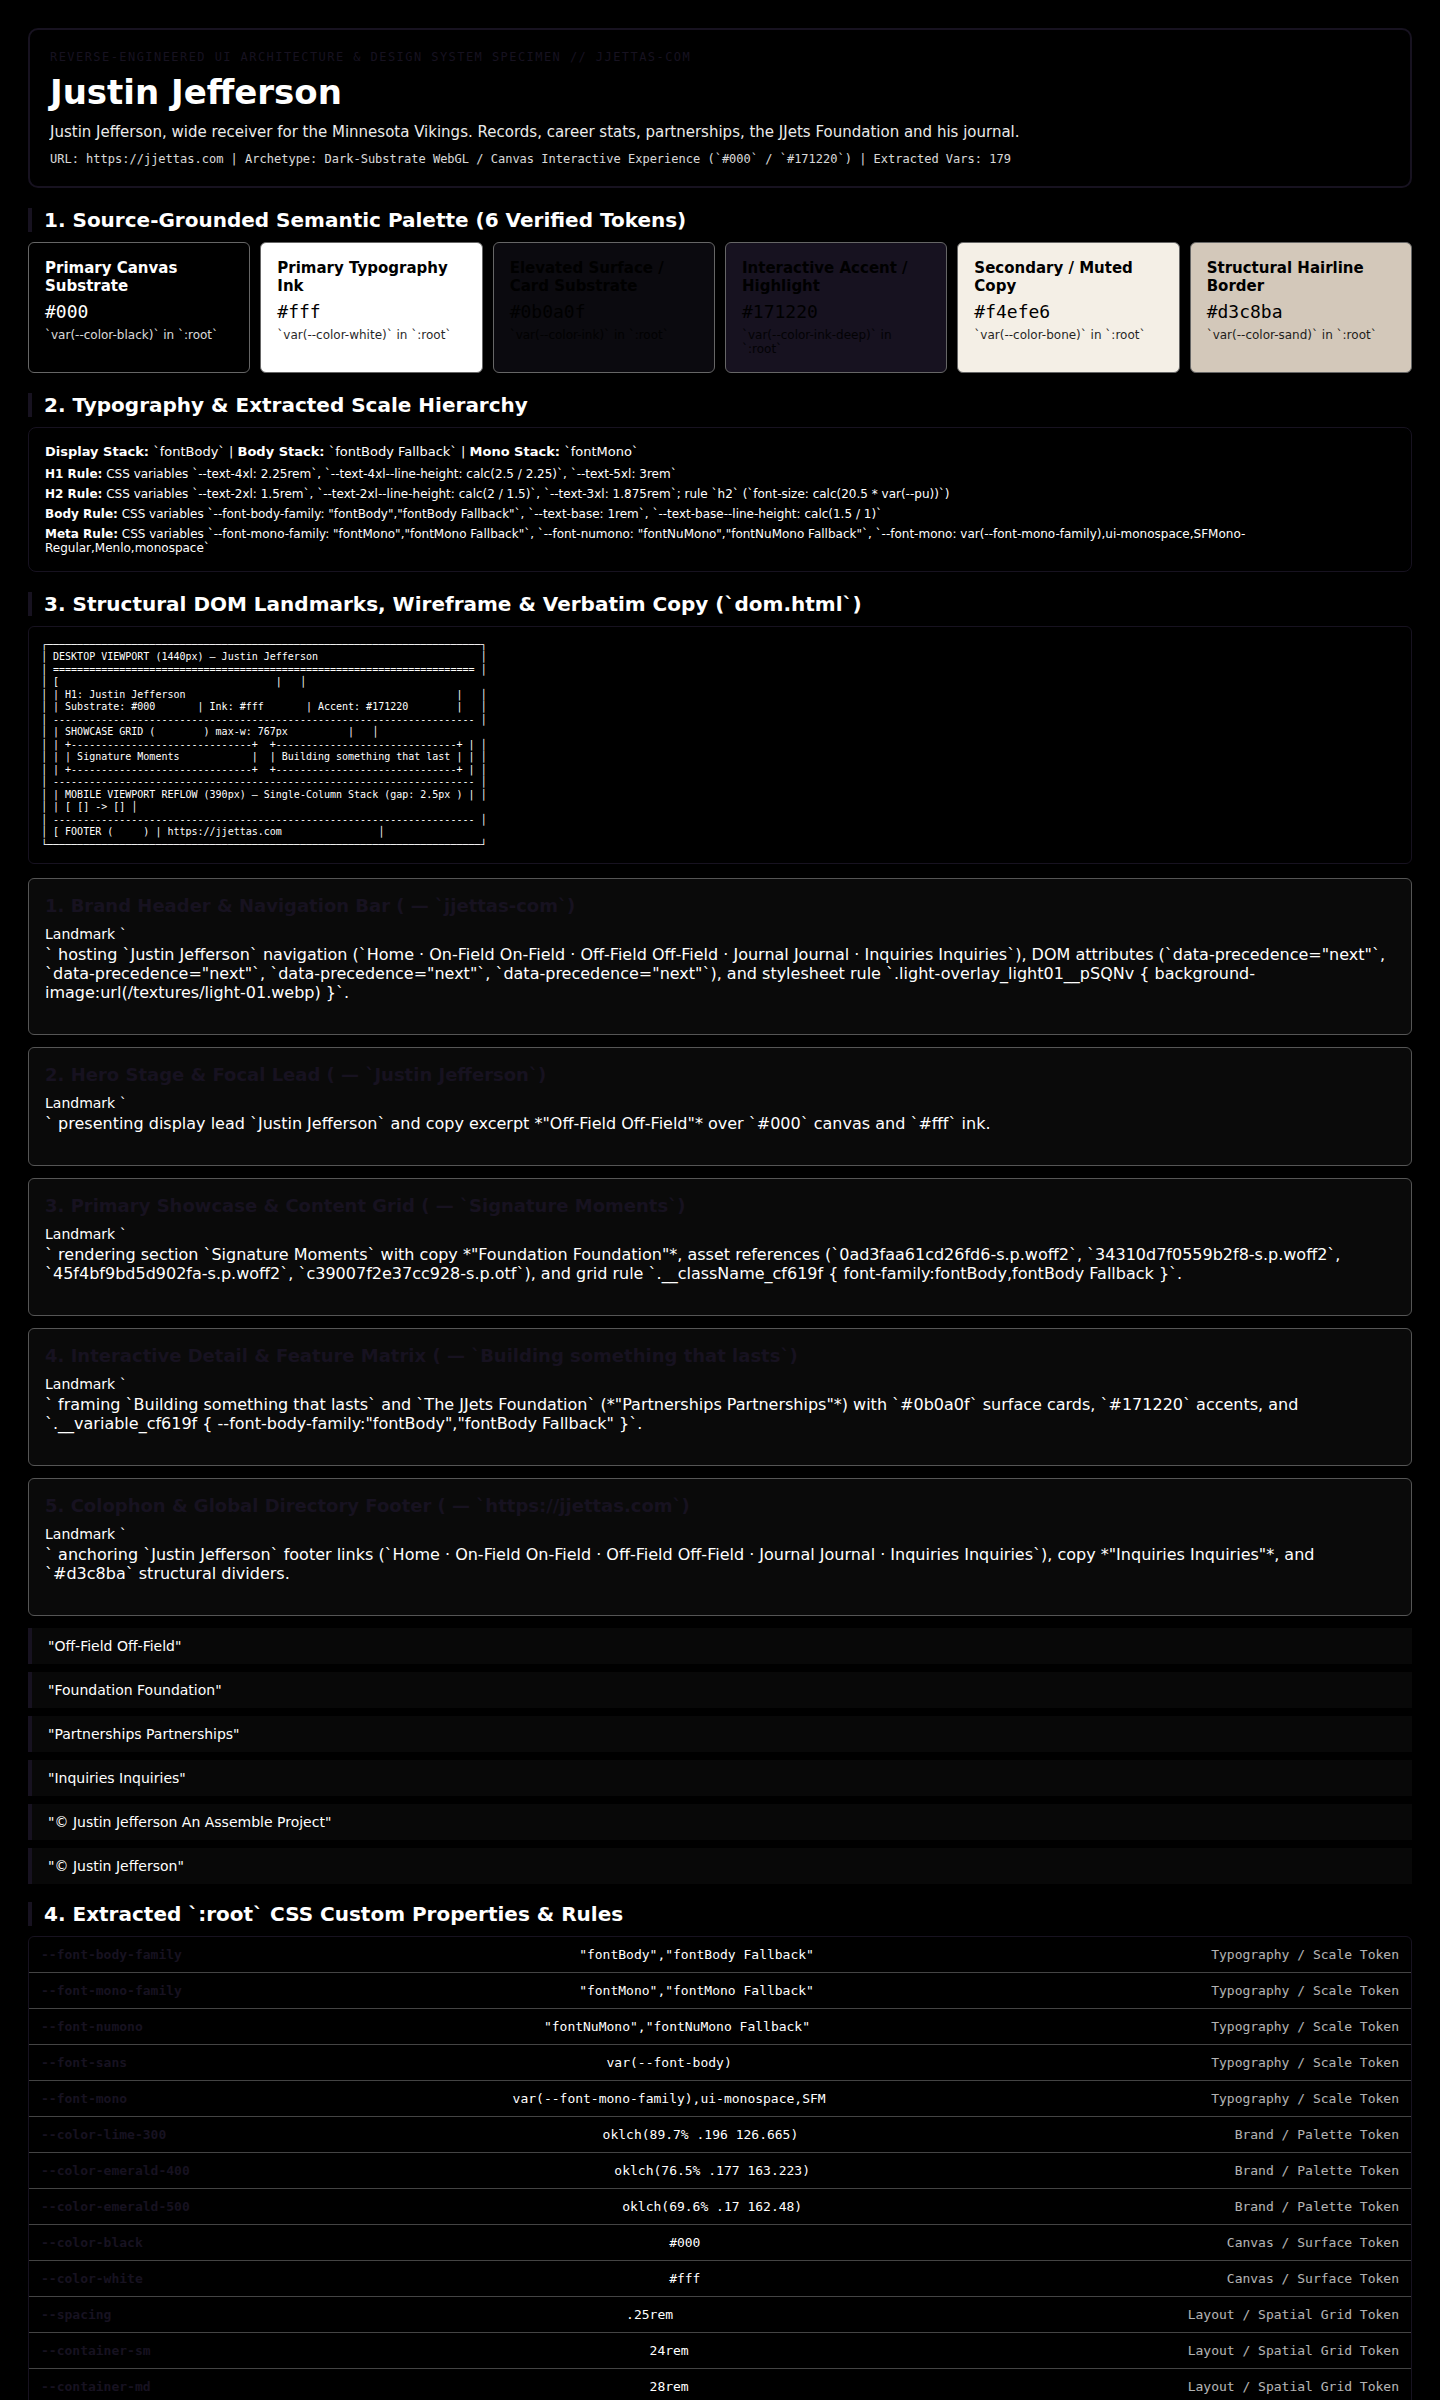 REVERSE-ENGINEERED UI ARCHITECTURE & DESIGN SYSTEM SPECIMEN // JJETTAS-COM
Justin Jefferson
Justin Jefferson, wide receiver for the Minnesota Vikings. Records, career stats, partnerships, the JJets Foundation and his journal.
URL: https://jjettas.com | Archetype: Dark-Substrate WebGL / Canvas Interactive Experience (`#000` / `#171220`) | Extracted Vars: 179
1. Source-Grounded Semantic Palette (6 Verified Tokens)
Primary Canvas
Substrate
#000
`var(--color-black)` in `:root`
Primary Typography
Ink
#fff
`var(--color-white)` in `:root`
Elevated Surface /
Card Substrate
#0b0a0f
`var(--color-ink)` in `:root`
Interactive Accent /
Highlight
#171220
`var(--color-ink-deep)` in
`:root`
Secondary / Muted
Copy
#f4efe6
`var(--color-bone)` in `:root`
Structural Hairline
Border
#d3c8ba
`var(--color-sand)` in `:root`
2. Typography & Extracted Scale Hierarchy
Display Stack: `fontBody` | Body Stack: `fontBody Fallback` | Mono Stack: `fontMono`
H1 Rule: CSS variables `--text-4xl: 2.25rem`, `--text-4xl--line-height: calc(2.5 / 2.25)`, `--text-5xl: 3rem`
H2 Rule: CSS variables `--text-2xl: 1.5rem`, `--text-2xl--line-height: calc(2 / 1.5)`, `--text-3xl: 1.875rem`; rule `h2` (`font-size: calc(20.5 * var(--pu))`)
Body Rule: CSS variables `--font-body-family: "fontBody","fontBody Fallback"`, `--text-base: 1rem`, `--text-base--line-height: calc(1.5 / 1)`
Meta Rule: CSS variables `--font-mono-family: "fontMono","fontMono Fallback"`, `--font-numono: "fontNuMono","fontNuMono Fallback"`, `--font-mono: var(--font-mono-family),ui-monospace,SFMono-
Regular,Menlo,monospace`
3. Structural DOM Landmarks, Wireframe & Verbatim Copy (`dom.html`)
DESKTOP VIEWPORT (1440px) — Justin Jefferson
======================================================================
[ | |
| H1: Justin Jefferson |
| Substrate: #000 | Ink: #fff | Accent: #171220 |
----------------------------------------------------------------------
| SHOWCASE GRID ( ) max-w: 767px | |
| +------------------------------+ +------------------------------+ |
| | Signature Moments | | Building something that last | |
| +------------------------------+ +------------------------------+ |
----------------------------------------------------------------------
| MOBILE VIEWPORT REFLOW (390px) — Single-Column Stack (gap: 2.5px ) |
| [ [] -> [] |
----------------------------------------------------------------------
[ FOOTER ( ) | https://jjettas.com |
1. Brand Header & Navigation Bar ( — `jjettas-com`)
Landmark `
` hosting `Justin Jefferson` navigation (`Home · On-Field On-Field · Off-Field Off-Field · Journal Journal · Inquiries Inquiries`), DOM attributes (`data-precedence="next"`,
`data-precedence="next"`, `data-precedence="next"`, `data-precedence="next"`), and stylesheet rule `.light-overlay_light01__pSQNv { background-
image:url(/textures/light-01.webp) }`.
2. Hero Stage & Focal Lead ( — `Justin Jefferson`)
Landmark `
` presenting display lead `Justin Jefferson` and copy excerpt *"Off-Field Off-Field"* over `#000` canvas and `#fff` ink.
3. Primary Showcase & Content Grid ( — `Signature Moments`)
Landmark `
` rendering section `Signature Moments` with copy *"Foundation Foundation"*, asset references (`0ad3faa61cd26fd6-s.p.woff2`, `34310d7f0559b2f8-s.p.woff2`,
`45f4bf9bd5d902fa-s.p.woff2`, `c39007f2e37cc928-s.p.otf`), and grid rule `.__className_cf619f { font-family:fontBody,fontBody Fallback }`.
4. Interactive Detail & Feature Matrix ( — `Building something that lasts`)
Landmark `
` framing `Building something that lasts` and `The JJets Foundation` (*"Partnerships Partnerships"*) with `#0b0a0f` surface cards, `#171220` accents, and
`.__variable_cf619f { --font-body-family:"fontBody","fontBody Fallback" }`.
5. Colophon & Global Directory Footer ( — `https://jjettas.com`)
Landmark `
` anchoring `Justin Jefferson` footer links (`Home · On-Field On-Field · Off-Field Off-Field · Journal Journal · Inquiries Inquiries`), copy *"Inquiries Inquiries"*, and
`#d3c8ba` structural dividers.
"Off-Field Off-Field"
"Foundation Foundation"
"Partnerships Partnerships"
"Inquiries Inquiries"
"© Justin Jefferson An Assemble Project"
"© Justin Jefferson"
4. Extracted `:root` CSS Custom Properties & Rules
--font-body-family "fontBody","fontBody Fallback" Typography / Scale Token
--font-mono-family "fontMono","fontMono Fallback" Typography / Scale Token
--font-numono "fontNuMono","fontNuMono Fallback" Typography / Scale Token
--font-sans var(--font-body) Typography / Scale Token
--font-mono var(--font-mono-family),ui-monospace,SFM Typography / Scale Token
--color-lime-300 oklch(89.7% .196 126.665) Brand / Palette Token
--color-emerald-400 oklch(76.5% .177 163.223) Brand / Palette Token
--color-emerald-500 oklch(69.6% .17 162.48) Brand / Palette Token
--color-black #000 Canvas / Surface Token
--color-white #fff Canvas / Surface Token
--spacing .25rem Layout / Spatial Grid Token
--container-sm 24rem Layout / Spatial Grid Token
--container-md 28rem Layout / Spatial Grid Token